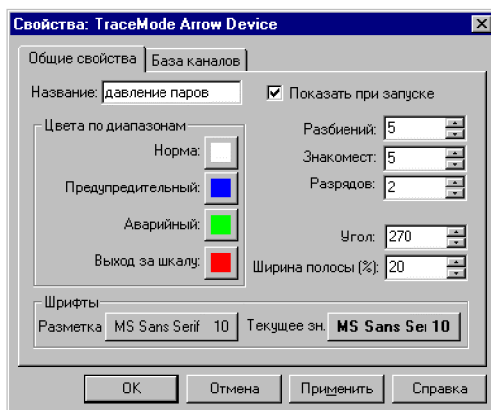 Свойства: TraceMode Arrow Device
Общие свойства База каналов
Название: давление паров Показать при запуске
Цвета по диапазонам
Норма:
Предупредительный:
Аварийный:
Выход за шкалу:
Разбиений: 5
Знакомест: 5
Разрядов: 2
Угол: 270
Ширина полосы (%): 20
Шрифты
Разметка MS Sans Serif 10 Текущее зн. MS Sans Ser 10
OK Отмена Применить Справка